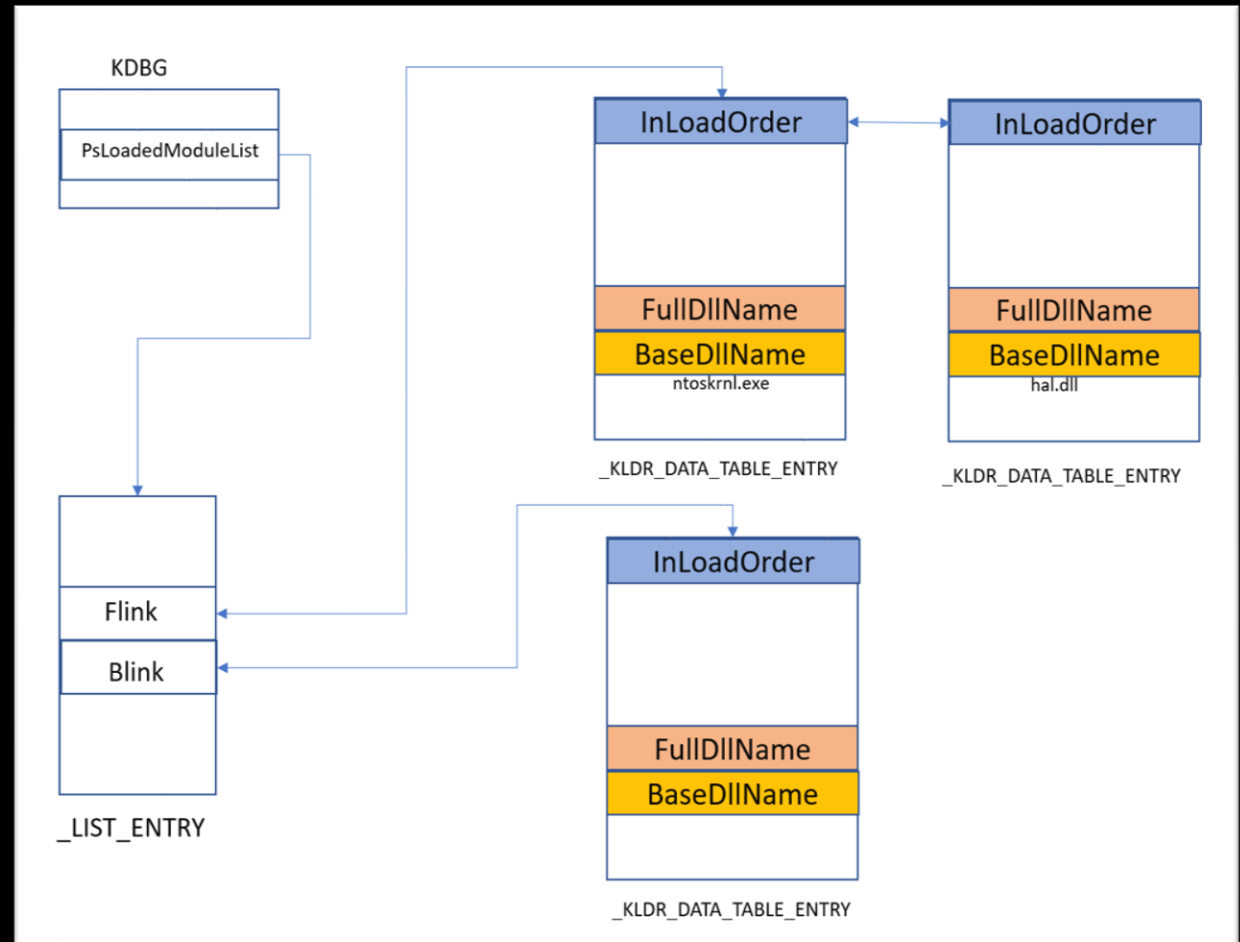 KDBG
PsLoadedModuleList
InLoadOrder
FullDllName
BaseDllName
ntoskrnl.exe
_KLDR_DATA_TABLE_ENTRY
InLoadOrder
FullDllName
BaseDllName
hal.dll
_KLDR_DATA_TABLE_ENTRY
Flink
Blink
_LIST_ENTRY
InLoadOrder
FullDllName
BaseDllName
_KLDR_DATA_TABLE_ENTRY